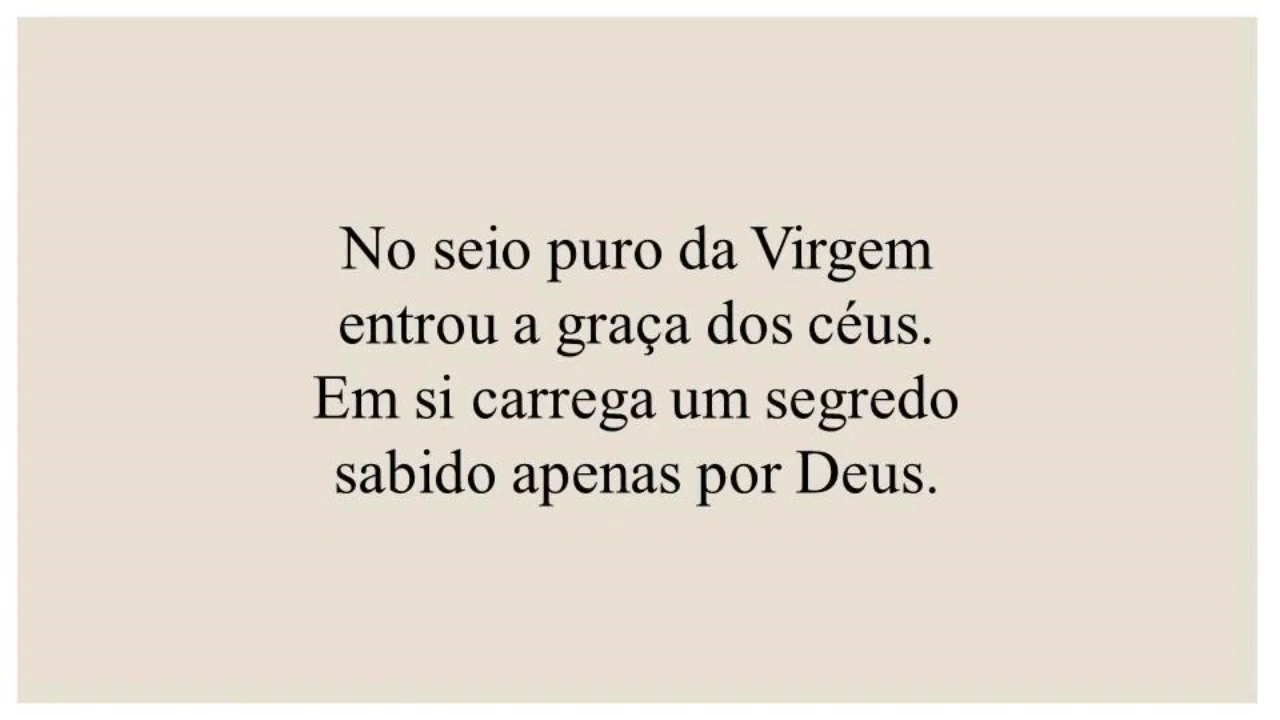 No seio puro da Virgem
entrou a graça dos céus.
Em si carrega um segredo
sabido apenas por Deus.